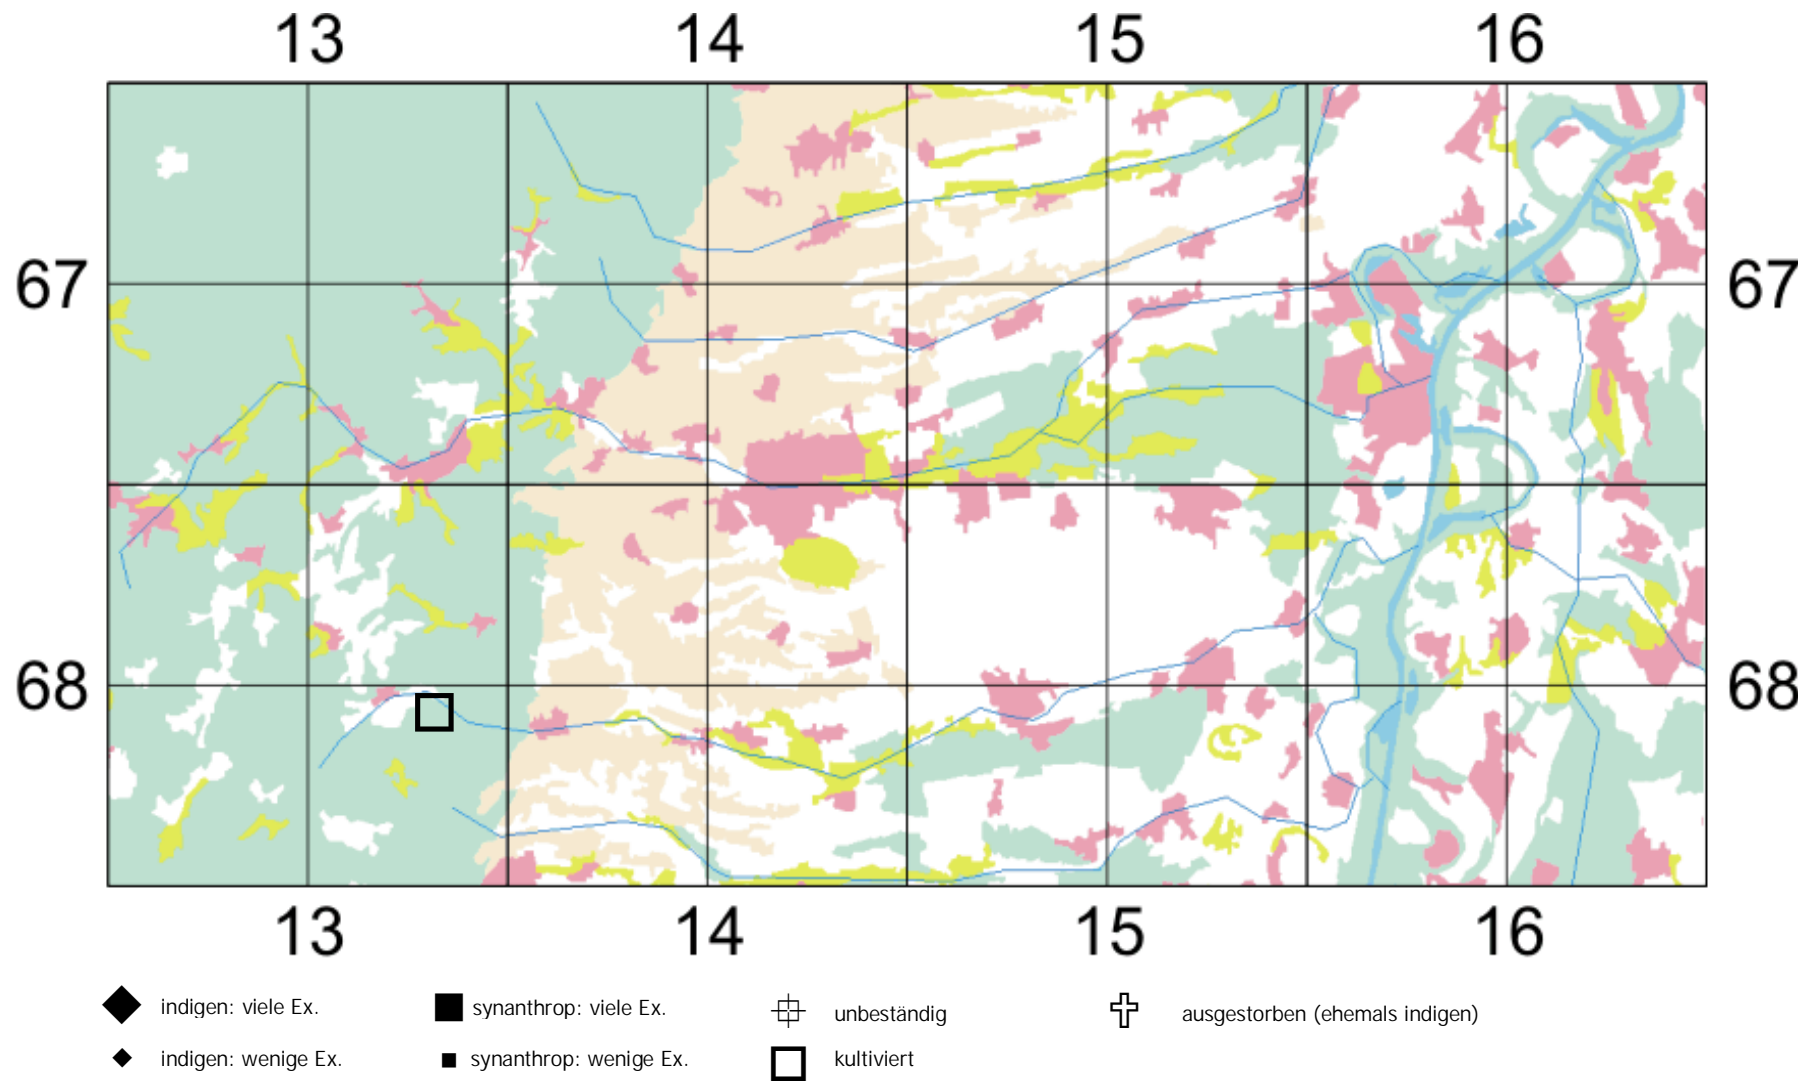 13 14 15 16
67 67
68 68
13 14 15 16
indigen: viele Ex. synanthrop: viele Ex. unbeständig ausgestorben (ehemals indigen)
indigen: wenige Ex. synanthrop: wenige Ex. kultiviert